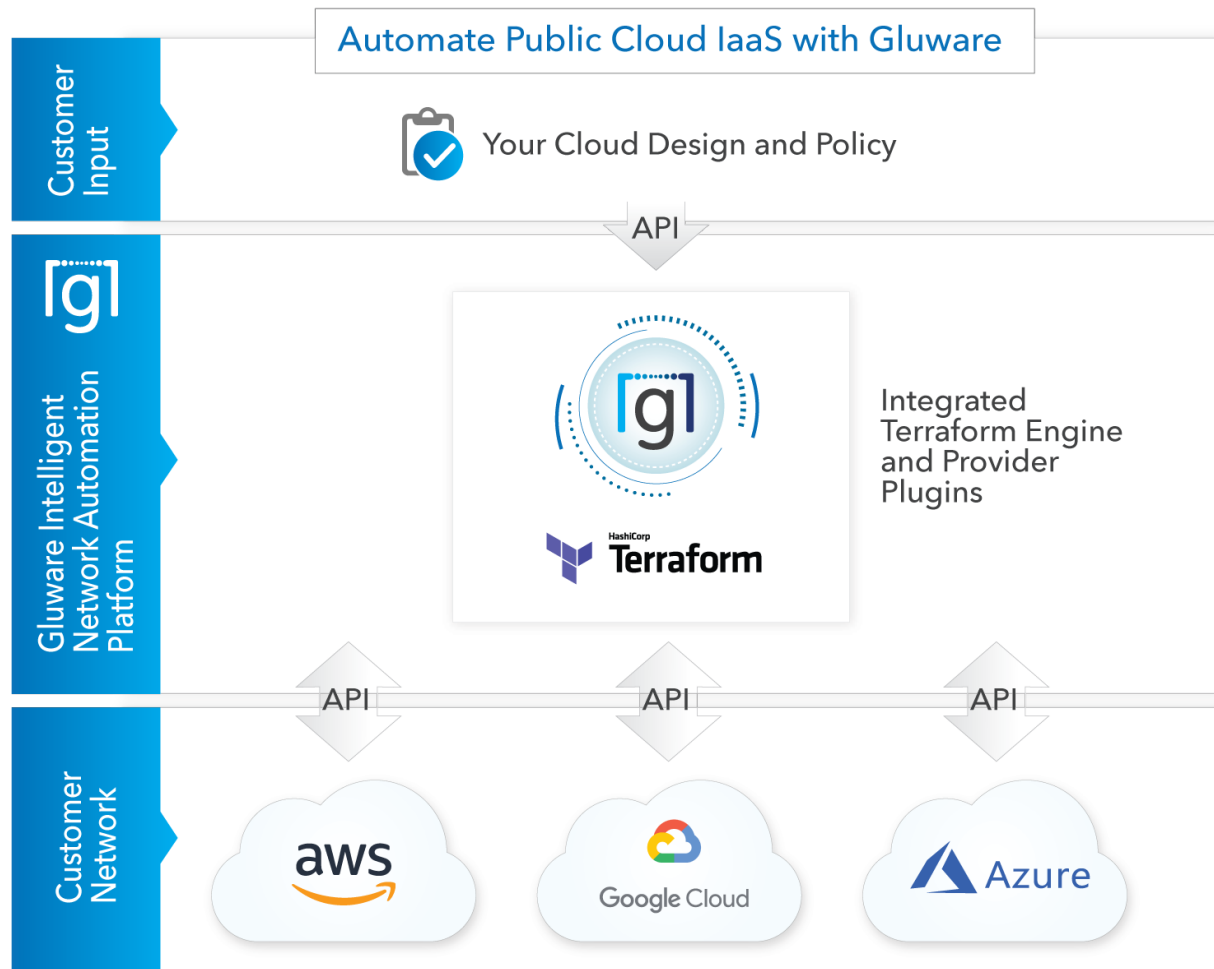 Automate Public Cloud IaaS with Gluware
Customer
Input
Your Cloud Design and Policy
API
[g]
Gluware Intelligent
Network Automation
Platform
[g]
Integrated
Terraform Engine
and Provider
Plugins
HashiCorp
Terraform
API
API
API
Customer
Network
aws
Google Cloud
Azure